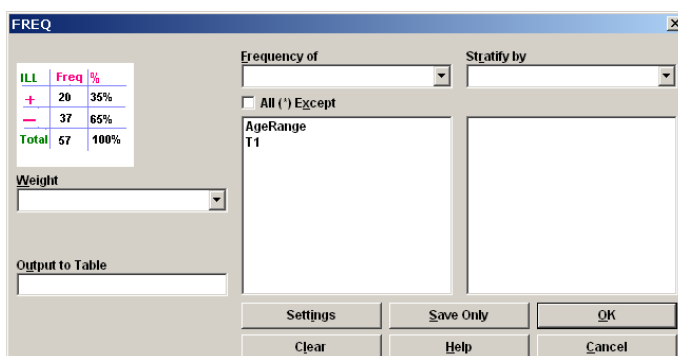 FREQ
ILL Freq %
+ 20 35%
— 37 65%
Total 57 100%
Weight
Output to Table
Frequency of
All (*) Except
AgeRange
T1
Stratify by
Settings Save Only OK
Clear Help Cancel